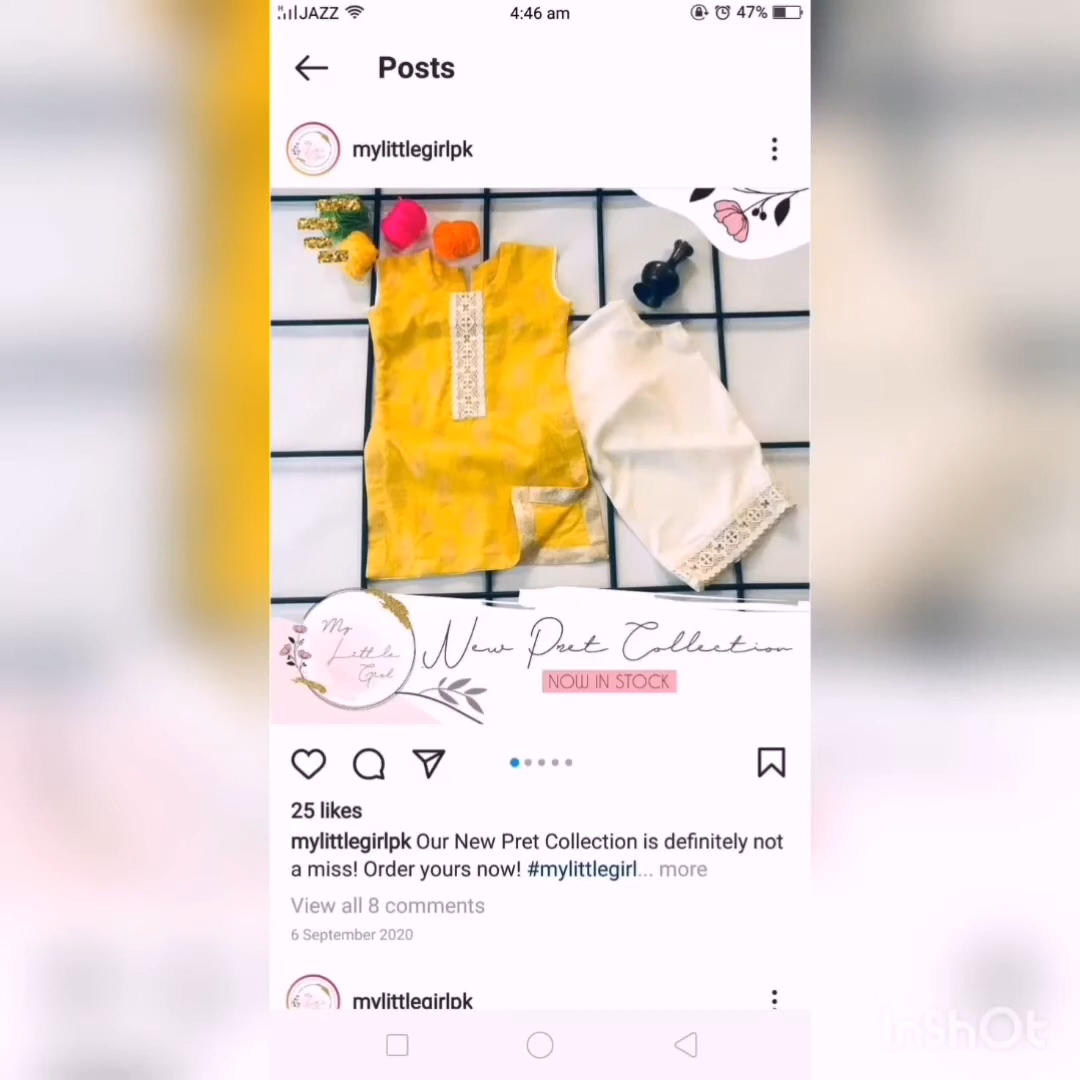 JAZZ 4:46 am 47%
Posts
mylittlegirlpk
My
Little
Girl
New Pret Collection
NOW IN STOCK
25 likes
mylittlegirlpk Our New Pret Collection is definitely not
a miss! Order yours now! #mylittlegirl... more
View all 8 comments
6 September 2020
mylittlegirlpk
InShOt